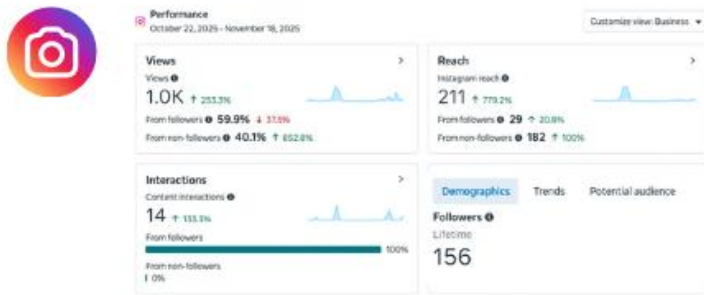 Performance
October 22, 2025 - November 18, 2025
Customize view: Business
Views
Views
1.0K ↑ 253.3%
From followers 59.9% ↓ 37.5%
From non-followers 40.1% ↑ 852.8%
Reach
Instagram reach
211 ↑ 779.2%
From followers 29 ↑ 20.8%
From non-followers 182 ↑ 100%
Interactions
Content interactions
14 ↑ 133.3%
From followers
100%
From non-followers
0%
Demographics Trends Potential audience
Followers
Lifetime
156